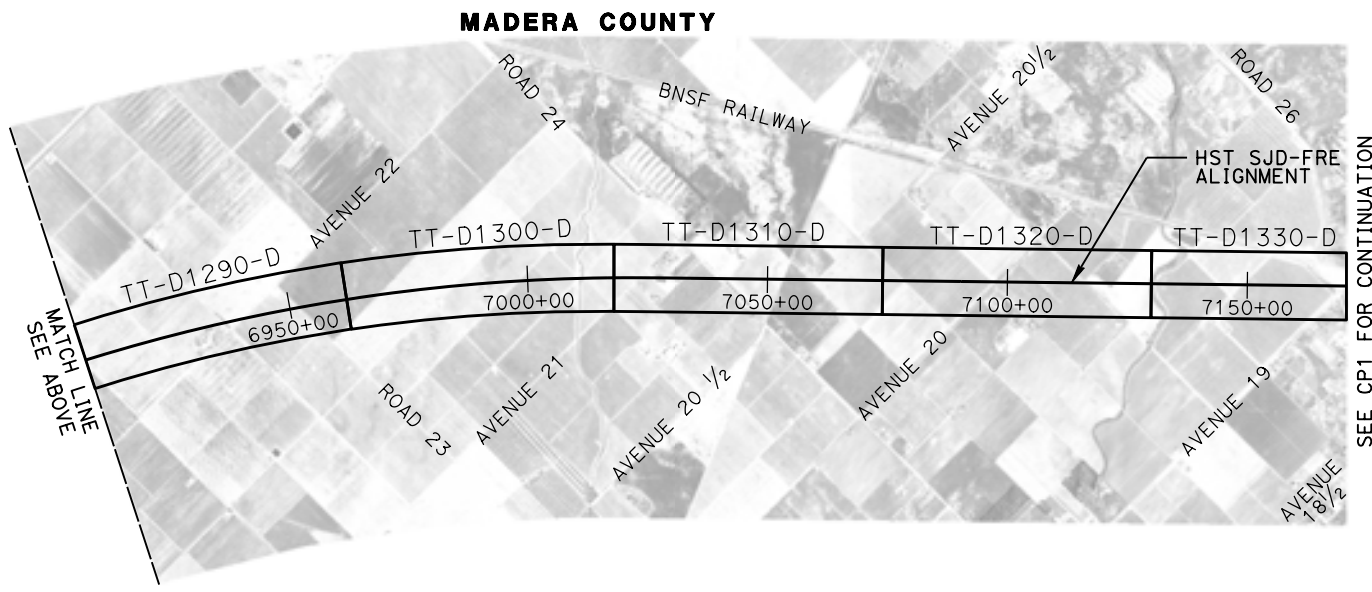 MADERA COUNTY
ROAD 24
BNSF RAILWAY
AVENUE 20½
ROAD 26
HST SJD-FRE
ALIGNMENT
AVENUE 22
TT-D1290-D
TT-D1300-D
TT-D1310-D
TT-D1320-D
TT-D1330-D
6950+00
7000+00
7050+00
7100+00
7150+00
MATCH LINE
SEE ABOVE
ROAD 23
AVENUE 21
AVENUE 20 ½
AVENUE 20
AVENUE 19
AVENUE
18½
SEE CP1 FOR CONTINUATION